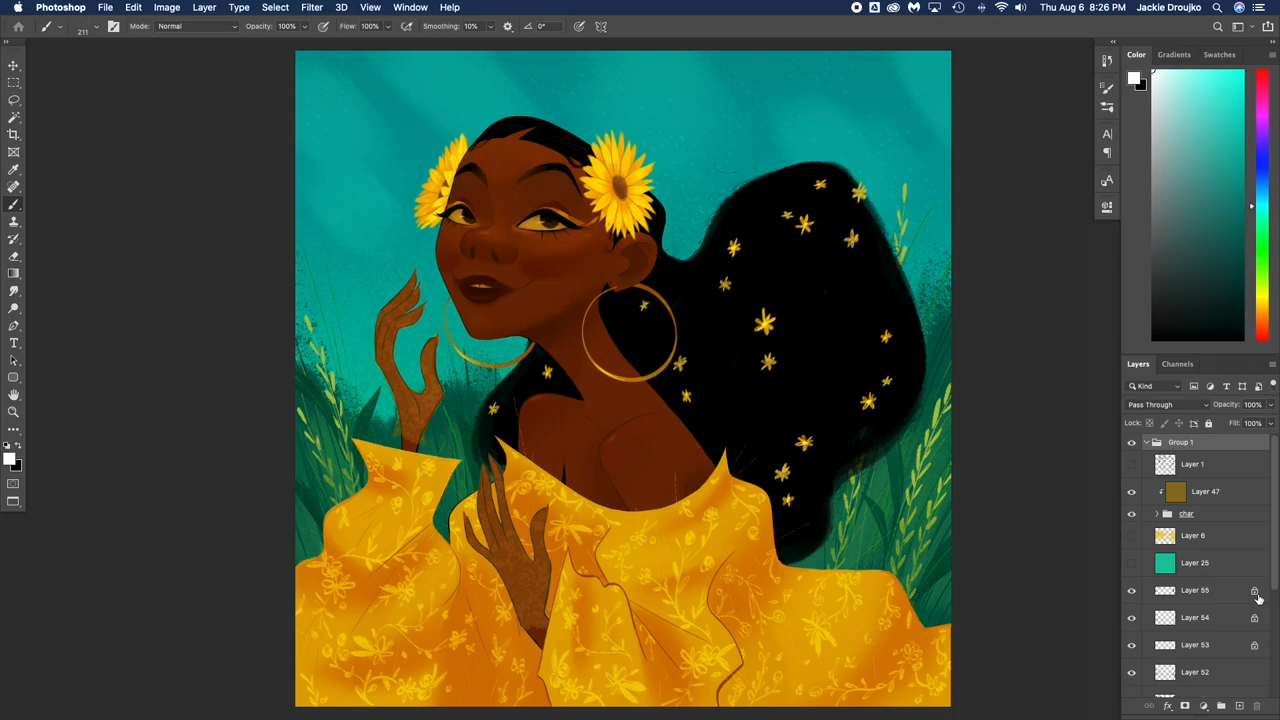 Photoshop File Edit Image Layer Type Select Filter 3D View Window Help Thu Aug 6 8:26 PM Jackie Droujko
211 Mode: Normal Opacity: 100% Flow: 100% Smoothing: 10% 0°
Color Gradients Swatches
Layers Channels
Kind
Pass Through Opacity: 100%
Lock: Fill: 100%
Group 1
Layer 1
Layer 47
char
Layer 6
Layer 25
Layer 55
Layer 54
Layer 53
Layer 52